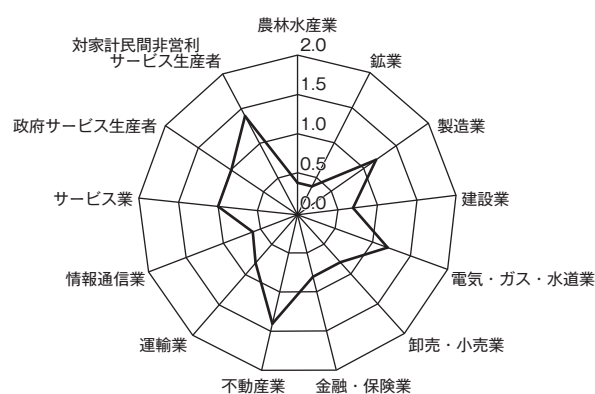 農林水産業
2.0
1.5
1.0
0.5
0.0
鉱業
製造業
建設業
電気・ガス・水道業
卸売・小売業
金融・保険業
不動産業
運輸業
情報通信業
サービス業
政府サービス生産者
対家計民間非営利
サービス生産者